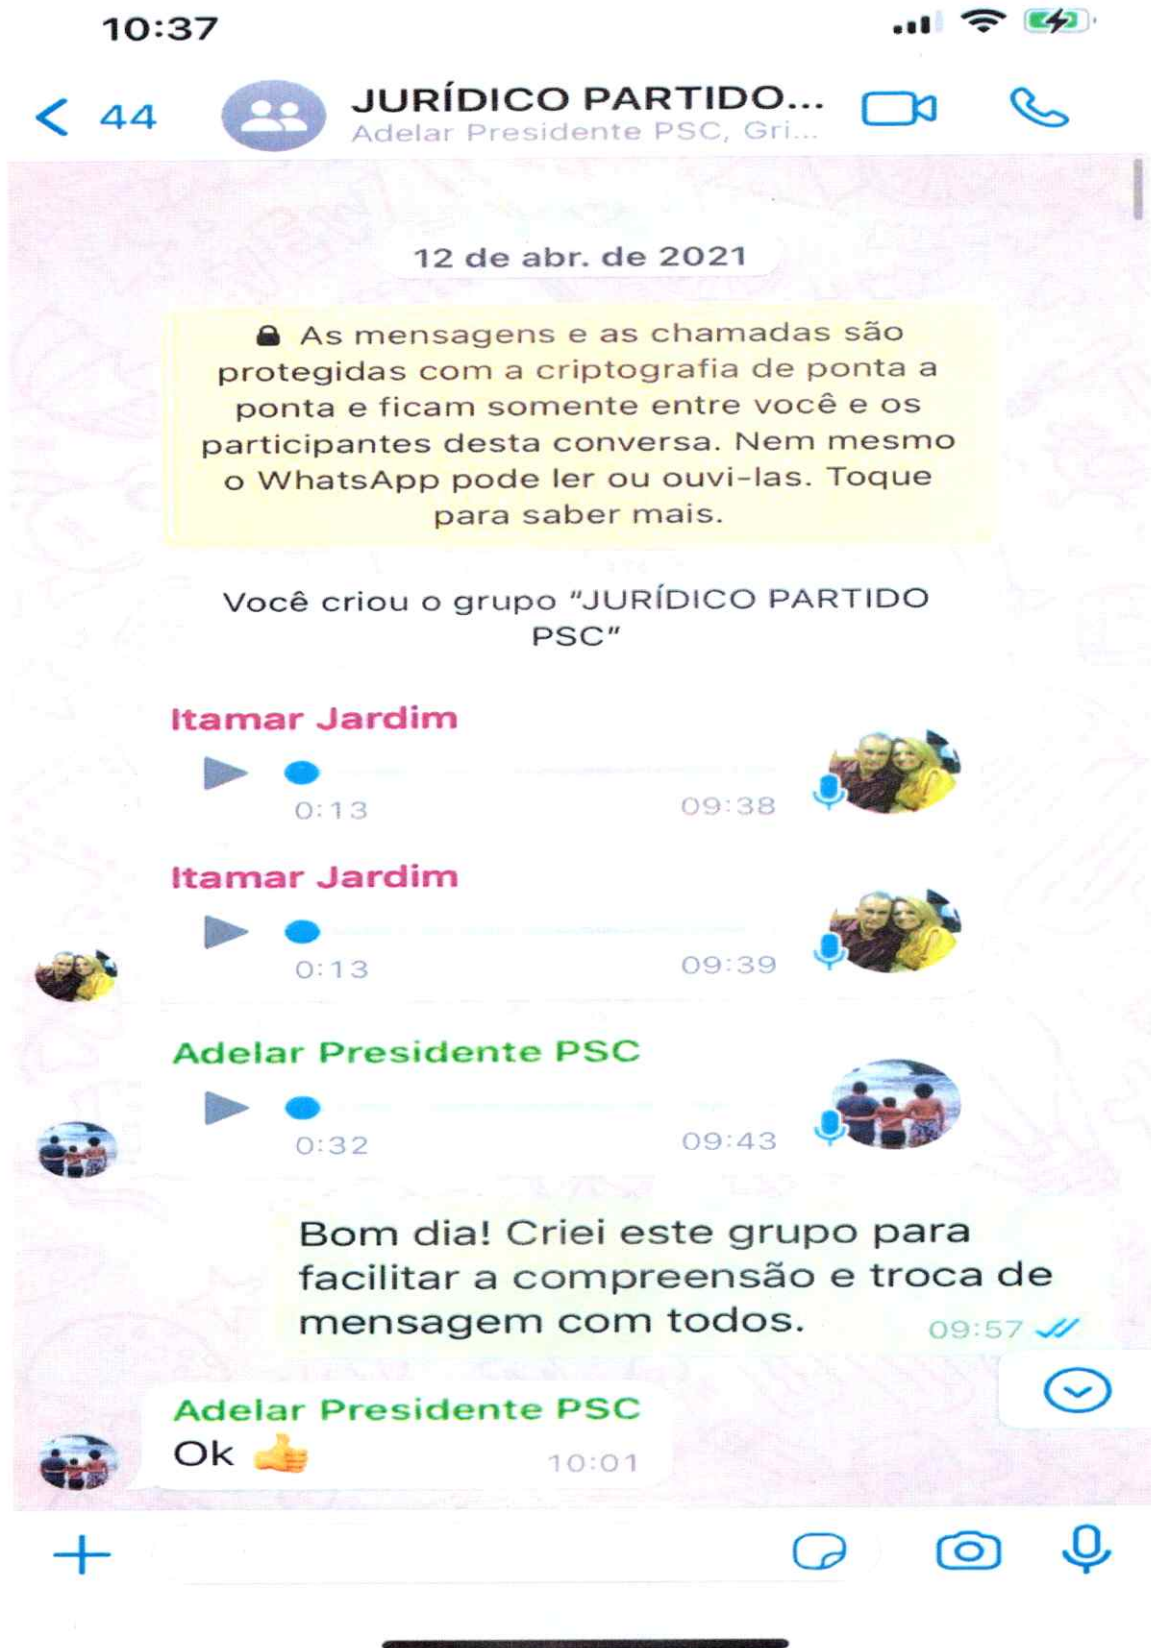 10:37
44
JURÍDICO PARTIDO...
Adelar Presidente PSC, Gri...
12 de abr. de 2021
As mensagens e as chamadas são
protegidas com a criptografia de ponta a
ponta e ficam somente entre você e os
participantes desta conversa. Nem mesmo
o WhatsApp pode ler ou ouvi-las. Toque
para saber mais.
Você criou o grupo "JURÍDICO PARTIDO
PSC"
Itamar Jardim
0:13 09:38
Itamar Jardim
0:13 09:39
Adelar Presidente PSC
0:32 09:43
Bom dia! Criei este grupo para
facilitar a compreensão e troca de
mensagem com todos.
09:57
Adelar Presidente PSC
Ok 👍
10:01